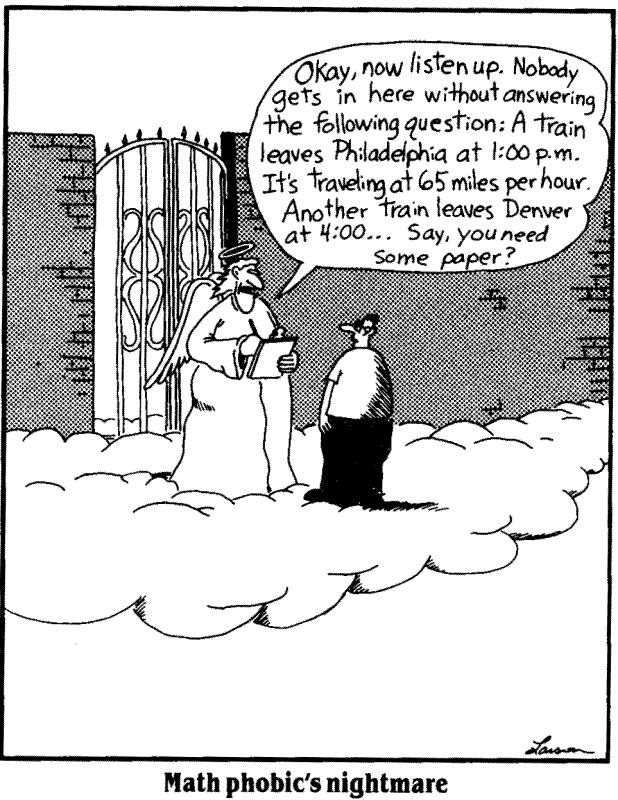 Okay, now listen up. Nobody
gets in here without answering
the following question: A train
leaves Philadelphia at 1:00 p.m.
It's traveling at 65 miles per hour.
Another train leaves Denver
at 4:00... Say, you need
some paper?
Larson
Math phobic's nightmare